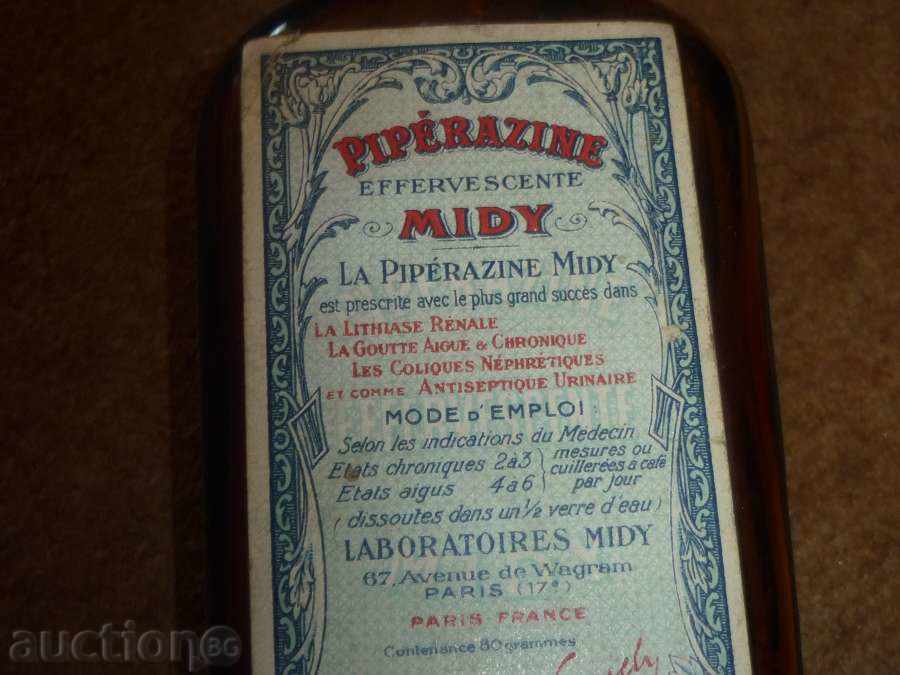 PIPÉRAZINE
EFFERVESCENTE
MIDY
LA PIPÉRAZINE MIDY
est prescrite avec le plus grand succès dans
LA LITHIASE RÉNALE
LA GOUTTE AIGUE & CHRONIQUE
LES COLIQUES NÉPHRÉTIQUES
ET COMME ANTISEPTIQUE URINAIRE
MODE D'EMPLOI:
Selon les indications du Médecin
Etats chroniques 2 à 3 } mesures ou
Etats aigus 4 à 6 } cuillerées à café
par jour
(dissoutes dans un ½ verre d'eau)
LABORATOIRES MIDY
67, Avenue de Wagram
PARIS (17e)
PARIS FRANCE
Contenance 80 grammes
auction BG